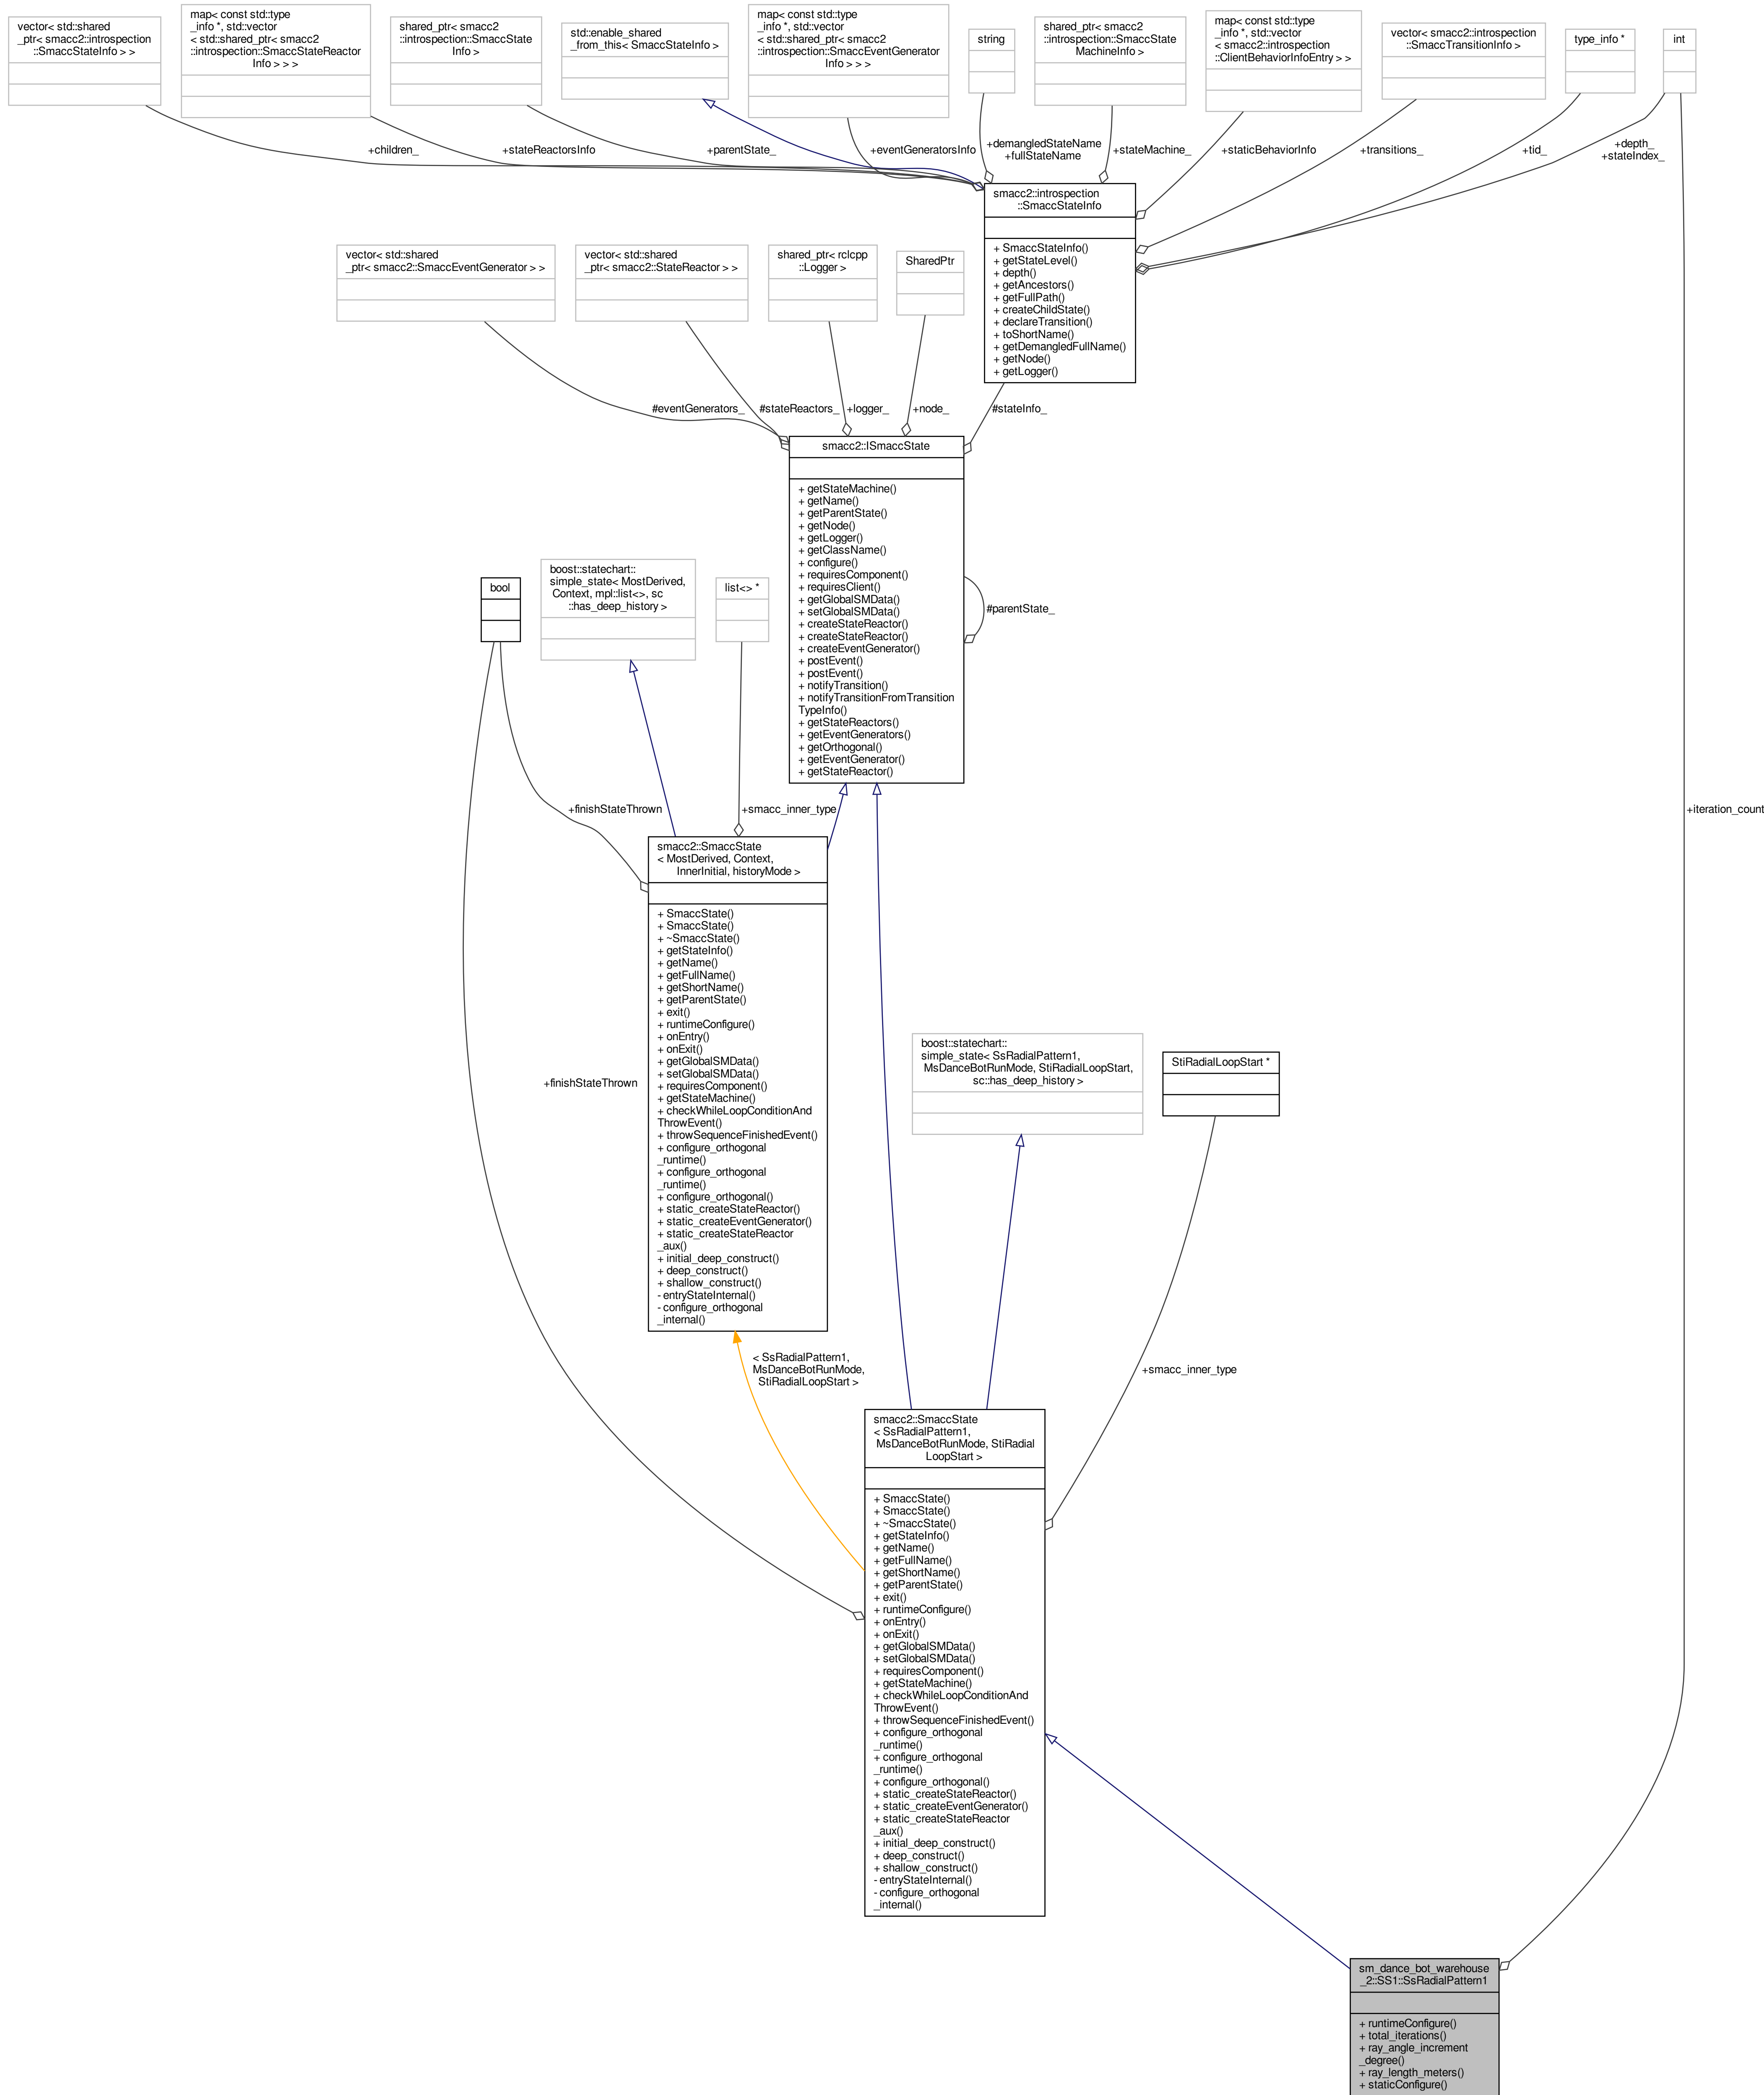 vector< std::shared
_ptr< smacc2::introspection
::SmaccStateInfo > >
map< const std::type
_info *, std::vector
< std::shared_ptr< smacc2
::introspection::SmaccStateReactor
Info > > >
shared_ptr< smacc2
::introspection::SmaccState
Info >
std::enable_shared
_from_this< SmaccStateInfo >
map< const std::type
_info *, std::vector
< std::shared_ptr< smacc2
::introspection::SmaccEventGenerator
Info > > >
string
shared_ptr< smacc2
::introspection::SmaccState
MachineInfo >
map< const std::type
_info *, std::vector
< smacc2::introspection
::ClientBehaviorInfoEntry > >
vector< smacc2::introspection
::SmaccTransitionInfo >
type_info *
int
+children_
+stateReactorsInfo
+parentState_
+eventGeneratorsInfo
+demangledStateName
+fullStateName
+stateMachine_
+staticBehaviorInfo
+transitions_
+tid_
+depth_
+stateIndex_
smacc2::introspection
::SmaccStateInfo
+ SmaccStateInfo()
+ getStateLevel()
+ depth()
+ getAncestors()
+ getFullPath()
+ createChildState()
+ declareTransition()
+ toShortName()
+ getDemangledFullName()
+ getNode()
+ getLogger()
vector< std::shared
_ptr< smacc2::SmaccEventGenerator > >
vector< std::shared
_ptr< smacc2::StateReactor > >
shared_ptr< rclcpp
::Logger >
SharedPtr
#eventGenerators_
#stateReactors_
+logger_
+node_
#stateInfo_
smacc2::ISmaccState
+ getStateMachine()
+ getName()
+ getParentState()
+ getNode()
+ getLogger()
+ getClassName()
+ configure()
+ requiresComponent()
+ requiresClient()
+ getGlobalSMData()
+ setGlobalSMData()
+ createStateReactor()
+ createStateReactor()
+ createEventGenerator()
+ postEvent()
+ postEvent()
+ notifyTransition()
+ notifyTransitionFromTransition
TypeInfo()
+ getStateReactors()
+ getEventGenerators()
+ getOrthogonal()
+ getEventGenerator()
+ getStateReactor()
#parentState_
bool
boost::statechart::
simple_state< MostDerived,
Context, mpl::list<>, sc
::has_deep_history >
list<> *
+finishStateThrown
+smacc_inner_type
+iteration_count
smacc2::SmaccState
< MostDerived, Context,
InnerInitial, historyMode >
+ SmaccState()
+ SmaccState()
+ ~SmaccState()
+ getStateInfo()
+ getName()
+ getFullName()
+ getShortName()
+ getParentState()
+ exit()
+ runtimeConfigure()
+ onEntry()
+ onExit()
+ getGlobalSMData()
+ setGlobalSMData()
+ requiresComponent()
+ getStateMachine()
+ checkWhileLoopConditionAnd
ThrowEvent()
+ throwSequenceFinishedEvent()
+ configure_orthogonal
_runtime()
+ configure_orthogonal
_runtime()
+ configure_orthogonal()
+ static_createStateReactor()
+ static_createEventGenerator()
+ static_createStateReactor
_aux()
+ initial_deep_construct()
+ deep_construct()
+ shallow_construct()
- entryStateInternal()
- configure_orthogonal
_internal()
+finishStateThrown
boost::statechart::
simple_state< SsRadialPattern1,
MsDanceBotRunMode, StiRadialLoopStart,
sc::has_deep_history >
StiRadialLoopStart *
< SsRadialPattern1,
MsDanceBotRunMode,
StiRadialLoopStart >
+smacc_inner_type
smacc2::SmaccState
< SsRadialPattern1,
MsDanceBotRunMode, StiRadial
LoopStart >
+ SmaccState()
+ SmaccState()
+ ~SmaccState()
+ getStateInfo()
+ getName()
+ getFullName()
+ getShortName()
+ getParentState()
+ exit()
+ runtimeConfigure()
+ onEntry()
+ onExit()
+ getGlobalSMData()
+ setGlobalSMData()
+ requiresComponent()
+ getStateMachine()
+ checkWhileLoopConditionAnd
ThrowEvent()
+ throwSequenceFinishedEvent()
+ configure_orthogonal
_runtime()
+ configure_orthogonal
_runtime()
+ configure_orthogonal()
+ static_createStateReactor()
+ static_createEventGenerator()
+ static_createStateReactor
_aux()
+ initial_deep_construct()
+ deep_construct()
+ shallow_construct()
- entryStateInternal()
- configure_orthogonal
_internal()
sm_dance_bot_warehouse
_2::SS1::SsRadialPattern1
+ runtimeConfigure()
+ total_iterations()
+ ray_angle_increment
_degree()
+ ray_length_meters()
+ staticConfigure()